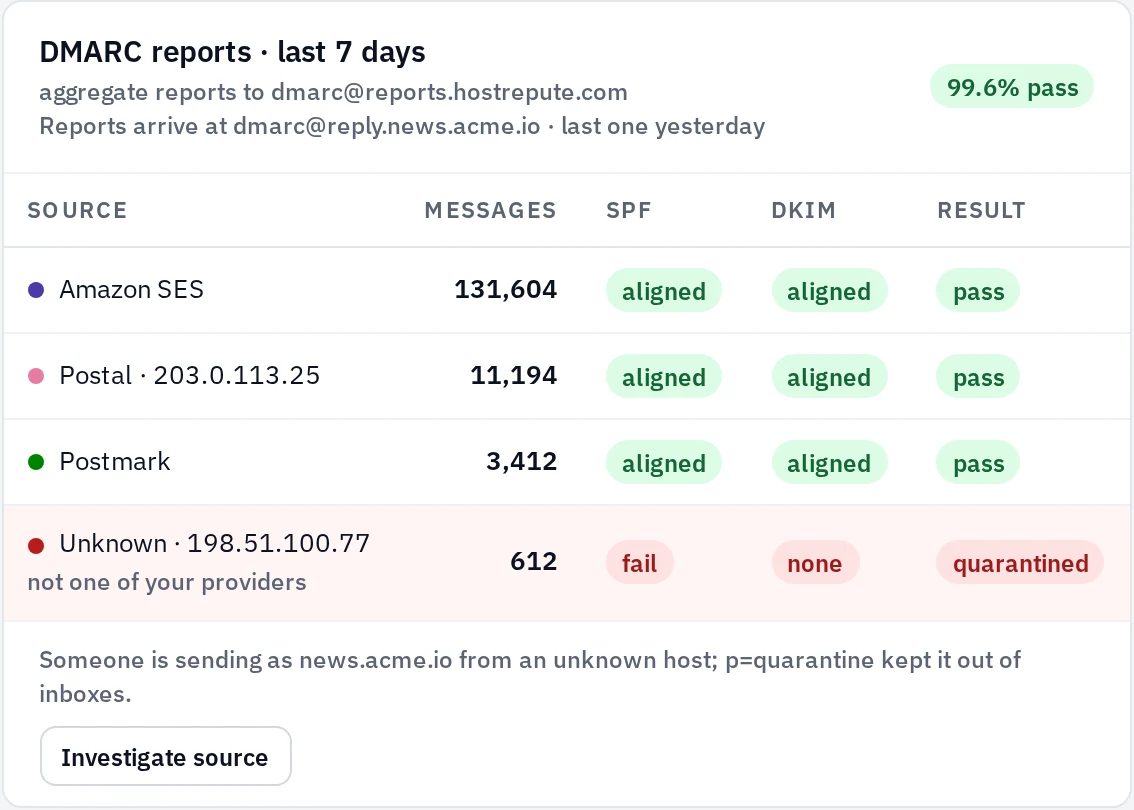 DMARC reports · last 7 days
aggregate reports to dmarc@reports.hostrepute.com
Reports arrive at dmarc@reply.news.acme.io · last one yesterday
99.6% pass
SOURCE MESSAGES SPF DKIM RESULT
Amazon SES 131,604 aligned aligned pass
Postal · 203.0.113.25 11,194 aligned aligned pass
Postmark 3,412 aligned aligned pass
Unknown · 198.51.100.77 612 fail none quarantined
not one of your providers
Someone is sending as news.acme.io from an unknown host; p=quarantine kept it out of
inboxes.
Investigate source